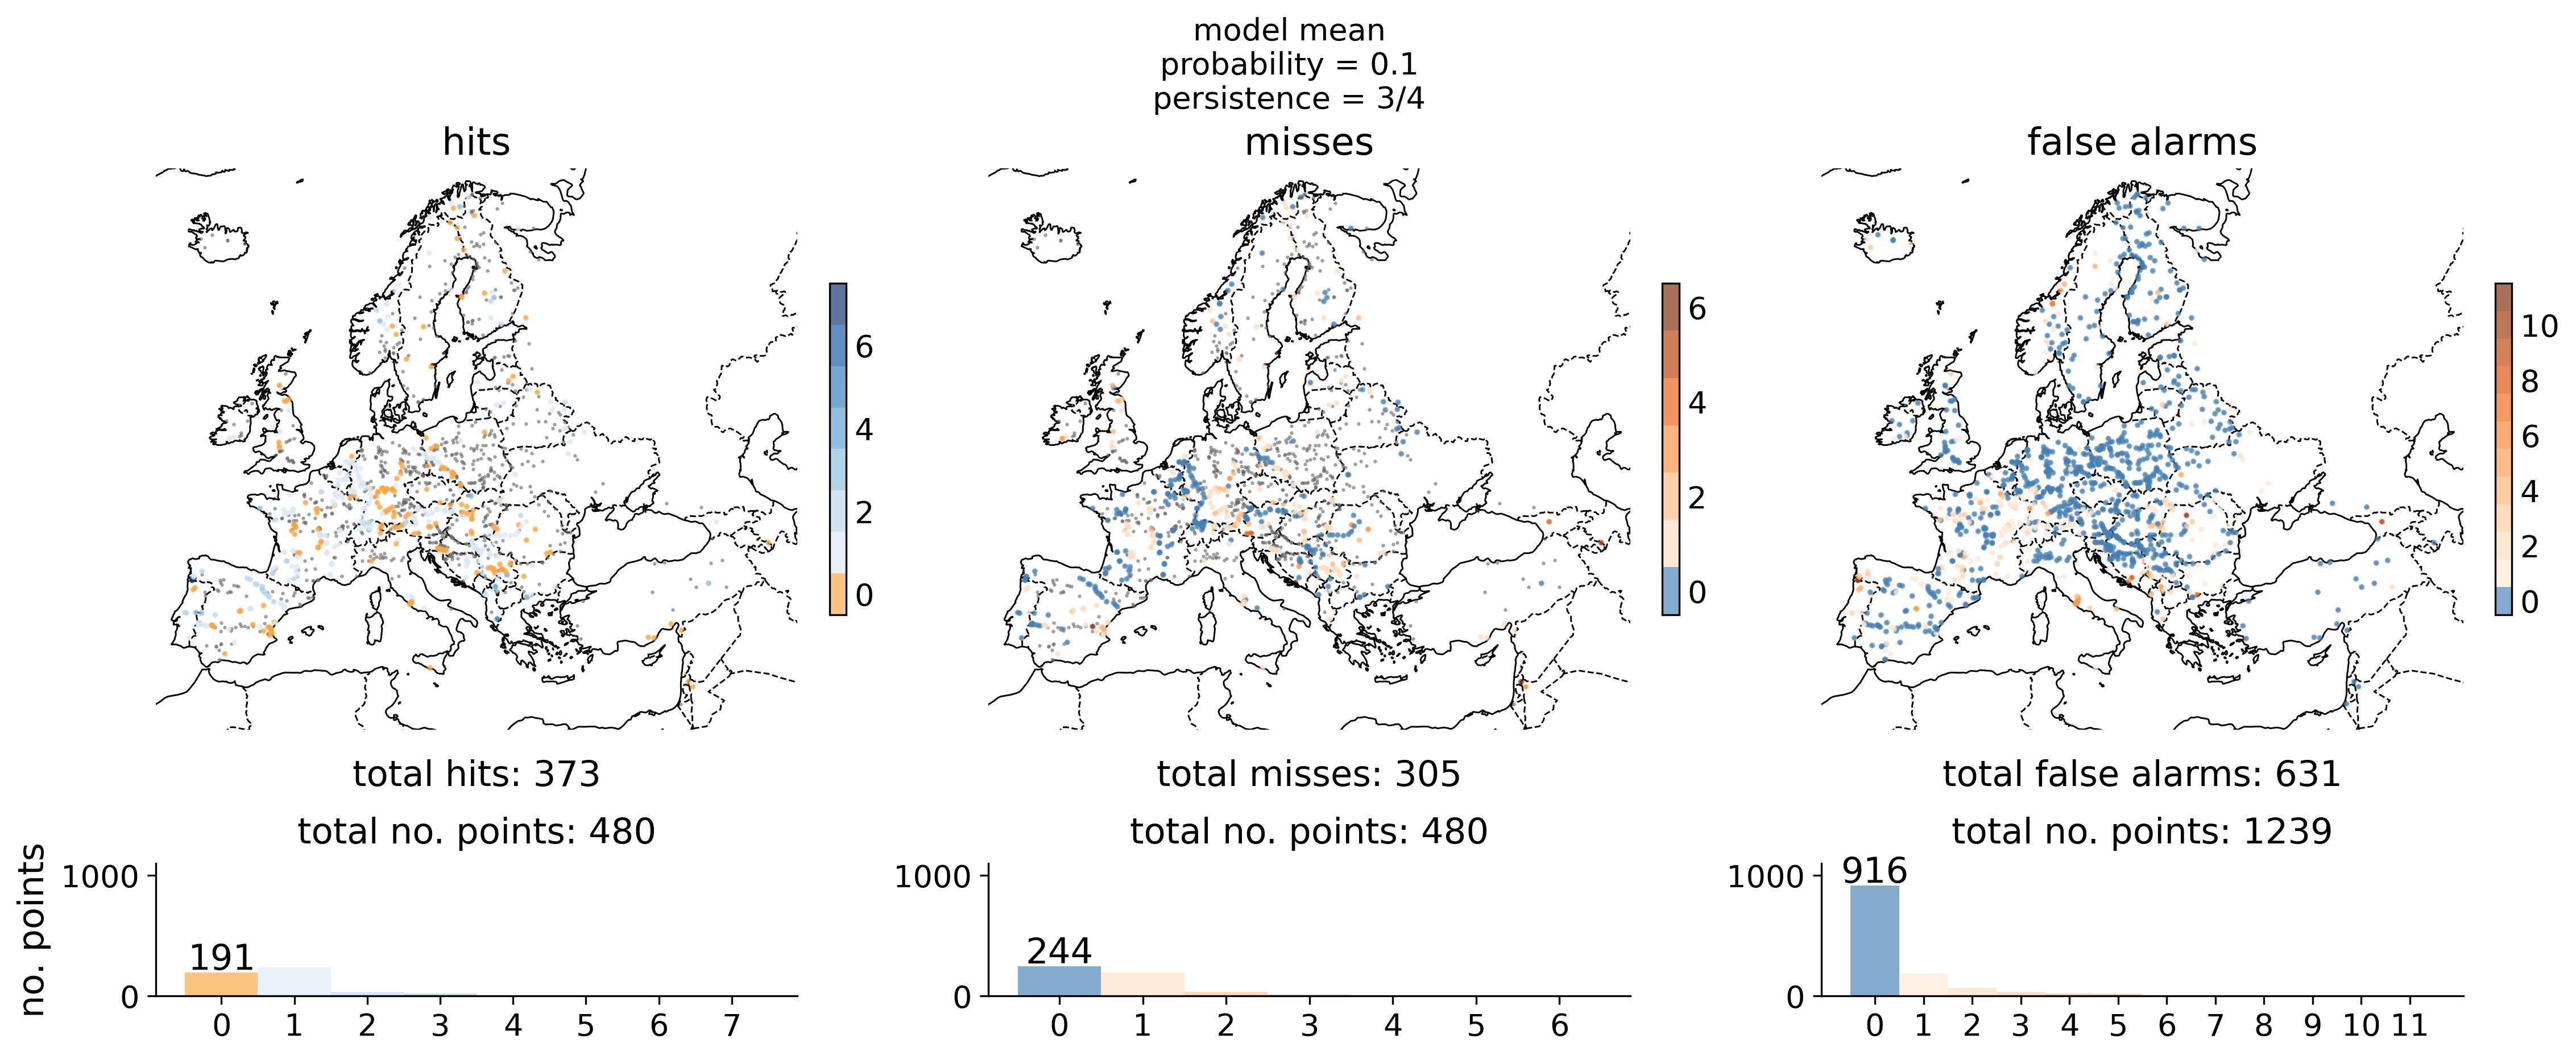 model mean
probability = 0.1
persistence = 3/4
hits
misses
false alarms
6
4
2
0
6
4
2
0
10
8
6
4
2
0
total hits: 373
total misses: 305
total false alarms: 631
total no. points: 480
total no. points: 480
total no. points: 1239
no. points
1000
0
191
0 1 2 3 4 5 6 7
1000
0
244
0 1 2 3 4 5 6
1000
0
916
0 1 2 3 4 5 6 7 8 9 10 11